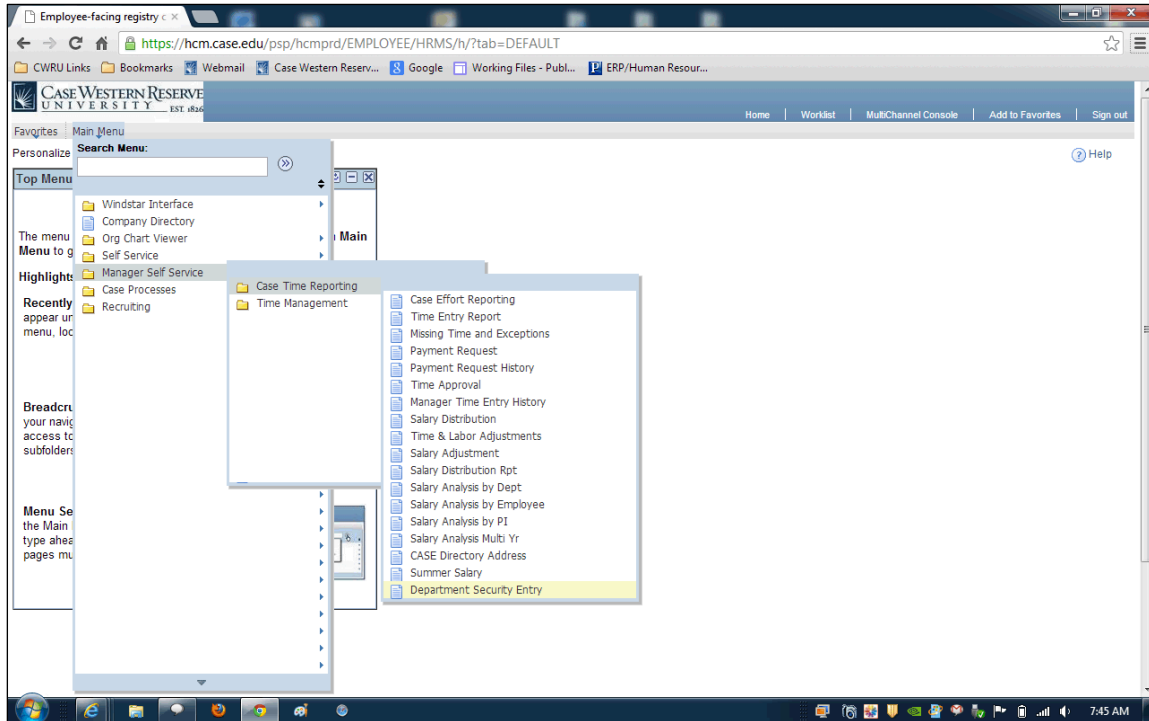 Employee-facing registry c
https://hcm.case.edu/psp/hcmprd/EMPLOYEE/HRMS/h/?tab=DEFAULT
CWRU Links Bookmarks Webmail Case Western Reserv... Google Working Files - Publ... ERP/Human Resour...
CASE WESTERN RESERVE
UNIVERSITY EST. 1826
Home | Worklist | MultiChannel Console | Add to Favorites | Sign out
Favorites Main Menu
Personalize
Search Menu:
Help
Top Menu
Windstar Interface
Company Directory
The menu
Org Chart Viewer
Main
Menu to g
Self Service
Highlights
Manager Self Service
Case Processes
Recruiting
Recently
appear un
menu, loc
Breadcru
your navig
access to
subfolders
Menu Se
the Main
type ahea
pages mu
Case Time Reporting
Time Management
Case Effort Reporting
Time Entry Report
Missing Time and Exceptions
Payment Request
Payment Request History
Time Approval
Manager Time Entry History
Salary Distribution
Time & Labor Adjustments
Salary Adjustment
Salary Distribution Rpt
Salary Analysis by Dept
Salary Analysis by Employee
Salary Analysis by PI
Salary Analysis Multi Yr
CASE Directory Address
Summer Salary
Department Security Entry
7:45 AM